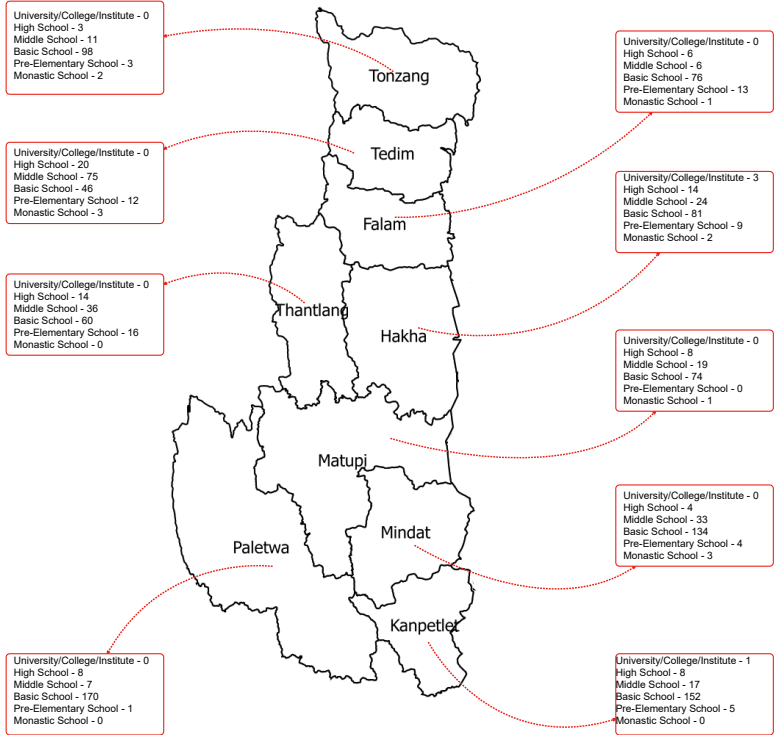 University/College/Institute - 0
High School - 3
Middle School - 11
Basic School - 98
Pre-Elementary School - 3
Monastic School - 2
University/College/Institute - 0
High School - 6
Middle School - 6
Basic School - 76
Pre-Elementary School - 13
Monastic School - 1
Tonzang
University/College/Institute - 0
High School - 20
Middle School - 75
Basic School - 46
Pre-Elementary School - 12
Monastic School - 3
Tedim
University/College/Institute - 3
High School - 14
Middle School - 24
Basic School - 81
Pre-Elementary School - 9
Monastic School - 2
Falam
University/College/Institute - 0
High School - 14
Middle School - 36
Basic School - 60
Pre-Elementary School - 16
Monastic School - 0
Thantlang
Hakha
University/College/Institute - 0
High School - 8
Middle School - 19
Basic School - 74
Pre-Elementary School - 0
Monastic School - 1
Matupi
University/College/Institute - 0
High School - 4
Middle School - 33
Basic School - 134
Pre-Elementary School - 4
Monastic School - 3
Mindat
Paletwa
Kanpetlet
University/College/Institute - 0
High School - 8
Middle School - 7
Basic School - 170
Pre-Elementary School - 1
Monastic School - 0
University/College/Institute - 1
High School - 8
Middle School - 17
Basic School - 152
Pre-Elementary School - 5
Monastic School - 0